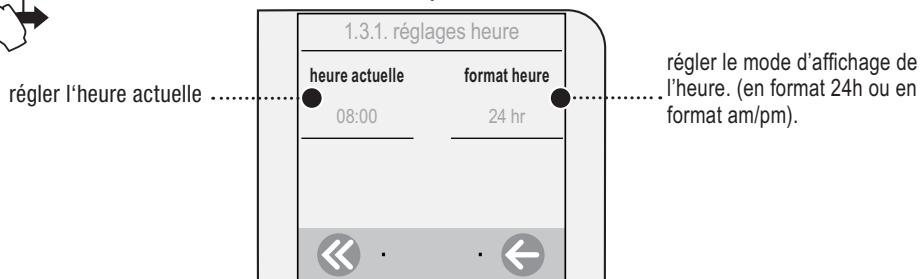 1.3.1. réglages heure
heure actuelle format heure
régler l‘heure actuelle
08:00 24 hr
régler le mode d’affichage de
l’heure. (en format 24h ou en
format am/pm).